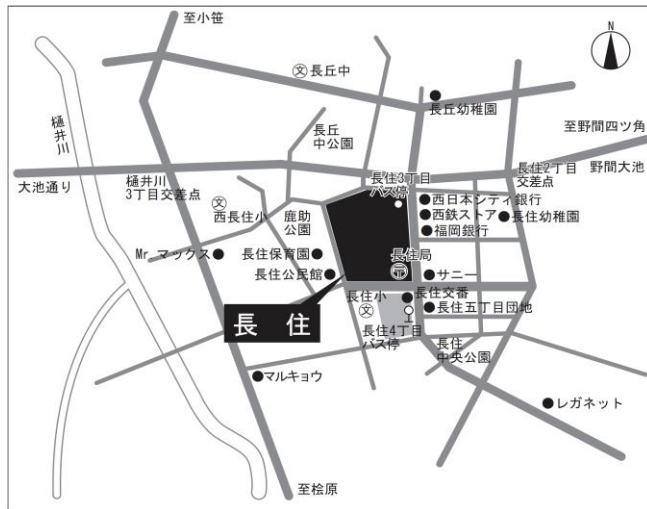 至小笹
N
文 長丘中
長丘幼稚園
樋井川
長丘
中公園
至野間四ツ角
大池通り
樋井川
3丁目交差点
長住3丁目
バス停
長住2丁目
交差点
野間大池
文
西長住小
鹿助
公園
西日本シティ銀行
西鉄ストア
長住幼稚園
福岡銀行
Mr.マックス
長住保育園
長住局
〒
長住公民館
サニー
長住
長住小
文
長住交番
長住五丁目団地
長住4丁目
バス停
長住
中央公園
マルキョウ
レガネット
至桧原